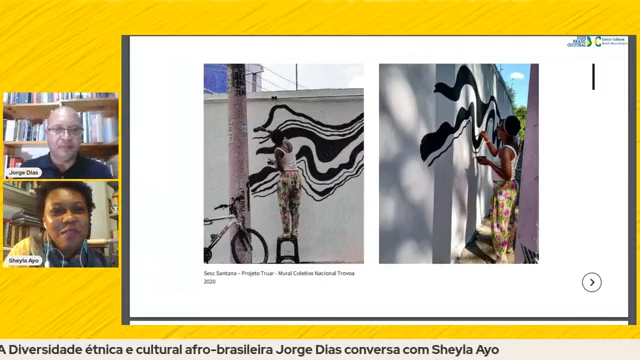 Jorge Dias
Sheyla Ayo
Sesc Santana – Projeto Truar - Mural Coletivo Nacional Trovoa
2020
A Diversidade étnica e cultural afro-brasileira Jorge Dias conversa com Sheyla Ayo